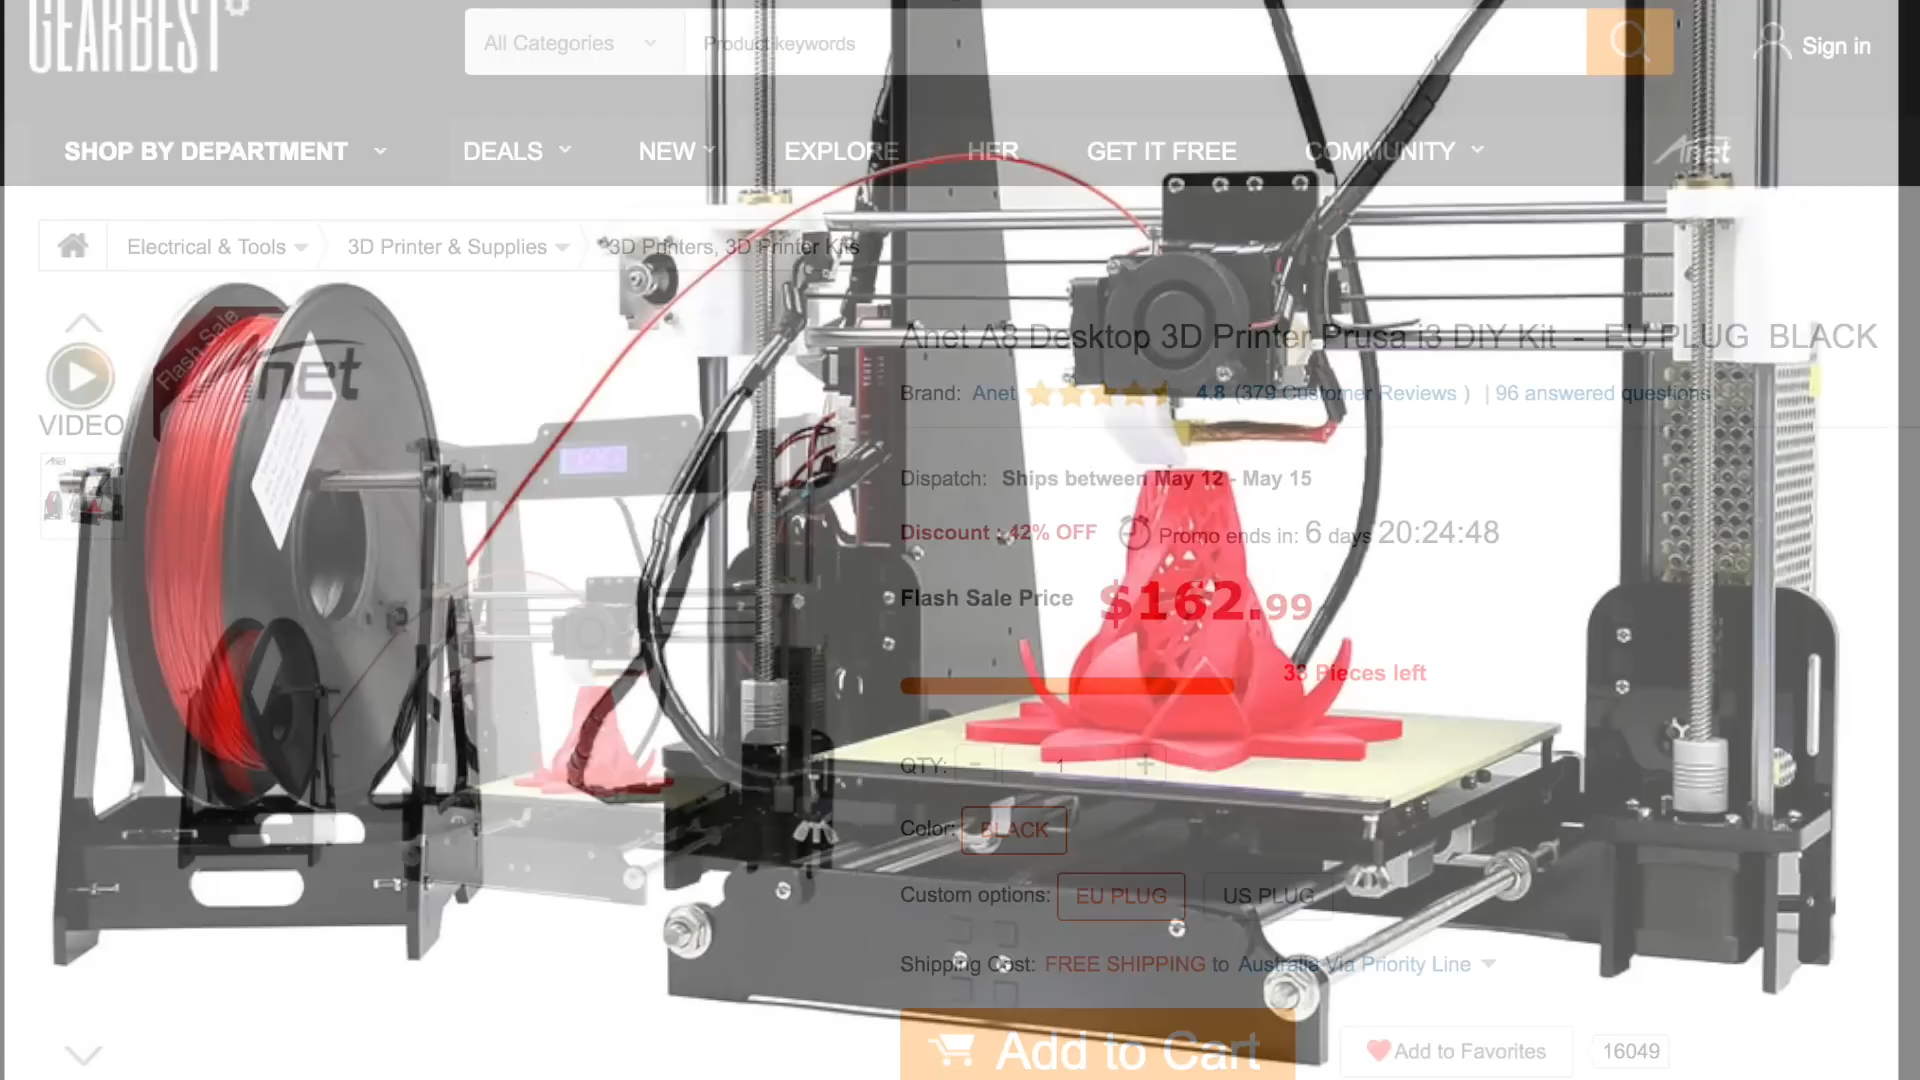 GEARBEST
All Categories
Product keywords
Sign in
SHOP BY DEPARTMENT
DEALS
NEW
EXPLORE
HER
GET IT FREE
COMMUNITY
Anet
Electrical & Tools
3D Printer & Supplies
3D Printers, 3D Printer Kits
Flash Sale
Anet
VIDEO
Anet A8 Desktop 3D Printer Prusa i3 DIY Kit - EU PLUG BLACK
Brand: Anet 4.8 (379 Customer Reviews ) | 96 answered questions
Dispatch: Ships between May 12 - May 15
Discount : 42% OFF Promo ends in: 6 days 20:24:48
Flash Sale Price $162.99
33 Pieces left
QTY: - 1 +
Color: BLACK
Custom options: EU PLUG US PLUG
Shipping Cost: FREE SHIPPING to Australia Via Priority Line
Add to Cart
Add to Favorites
16049